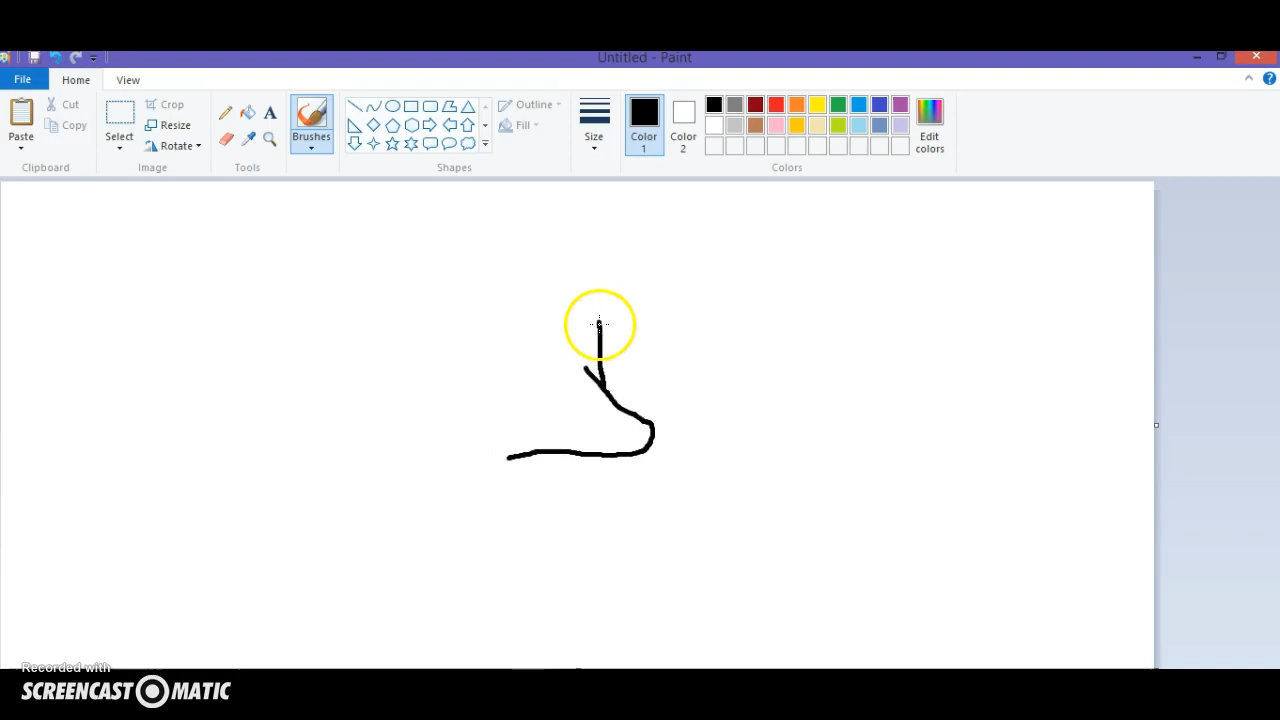 Untitled - Paint
File Home View
Cut Crop Outline Edit colors
Copy Resize Fill
Paste Select Rotate Brushes Size Color 1 Color 2
Clipboard Image Tools Shapes Colors
Recorded with
SCREENCAST MATIC